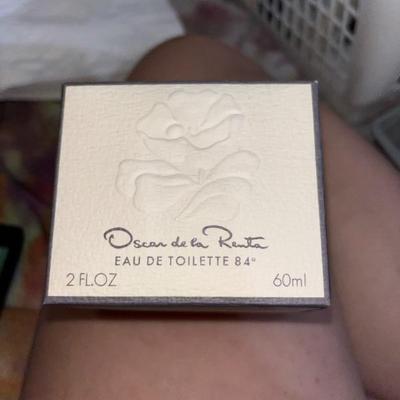 Oscar de la Renta
EAU DE TOILETTE 84°
2 FL.OZ
60ml